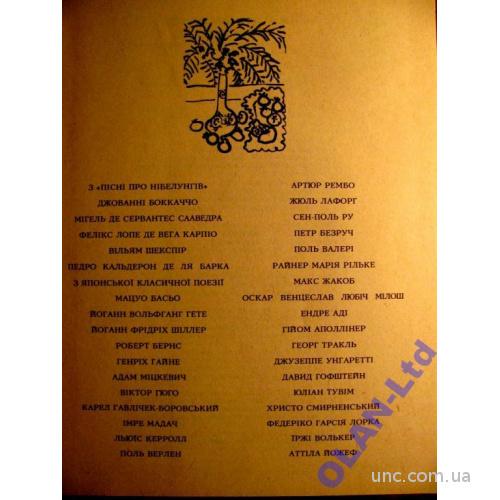 З «ПІСНІ ПРО НІБЕЛУНГІВ»
ДЖОВАННІ БОККАЧЧО
МІГЕЛЬ ДЕ СЕРВАНТЕС СААВЕДРА
ФЕЛІКС ЛОПЕ ДЕ ВЕГА КАРПІО
ВІЛЬЯМ ШЕКСПІР
ПЕДРО КАЛЬДЕРОН ДЕ ЛЯ БАРКА
З ЯПОНСЬКОЇ КЛАСИЧНОЇ ПОЕЗІЇ
МАЦУО БАСЬО
ЙОГАНН ВОЛЬФГАНГ ГЕТЕ
ЙОГАНН ФРІДРІХ ШІЛЛЕР
РОБЕРТ БЕРНС
ГЕНРІХ ГАЙНЕ
АДАМ МІЦКЕВИЧ
ВІКТОР ГЮГО
КАРЕЛ ГАВЛІЧЕК-БОРОВСЬКИЙ
ІМРЕ МАДАЧ
ЛЬЮЇС КЕРРОЛЛ
ПОЛЬ ВЕРЛЕН
АРТЮР РЕМБО
ЖЮЛЬ ЛАФОРГ
СЕН-ПОЛЬ РУ
ПЕТР БЕЗРУЧ
ПОЛЬ ВАЛЕРІ
РАЙНЕР МАРІЯ РІЛЬКЕ
МАКС ЖАКОБ
ОСКАР ВЕНЦЕСЛАВ ЛЮБІЧ МІЛОШ
ЕНДРЕ АДІ
ГІЙОМ АПОЛЛІНЕР
ГЕОРГ ТРАКЛЬ
ДЖУЗЕППЕ УНГАРЕТТІ
ДАВИД ГОФШТЕЙН
ЮЛІАН ТУВІМ
ХРИСТО СМИРНЕНСЬКИЙ
ФЕДЕРІКО ГАРСІЯ ЛОРКА
ІРЖІ ВОЛЬКЕР
АТТІЛА ЙОЖЕФ
OLAN-Ltd
unc.com.ua